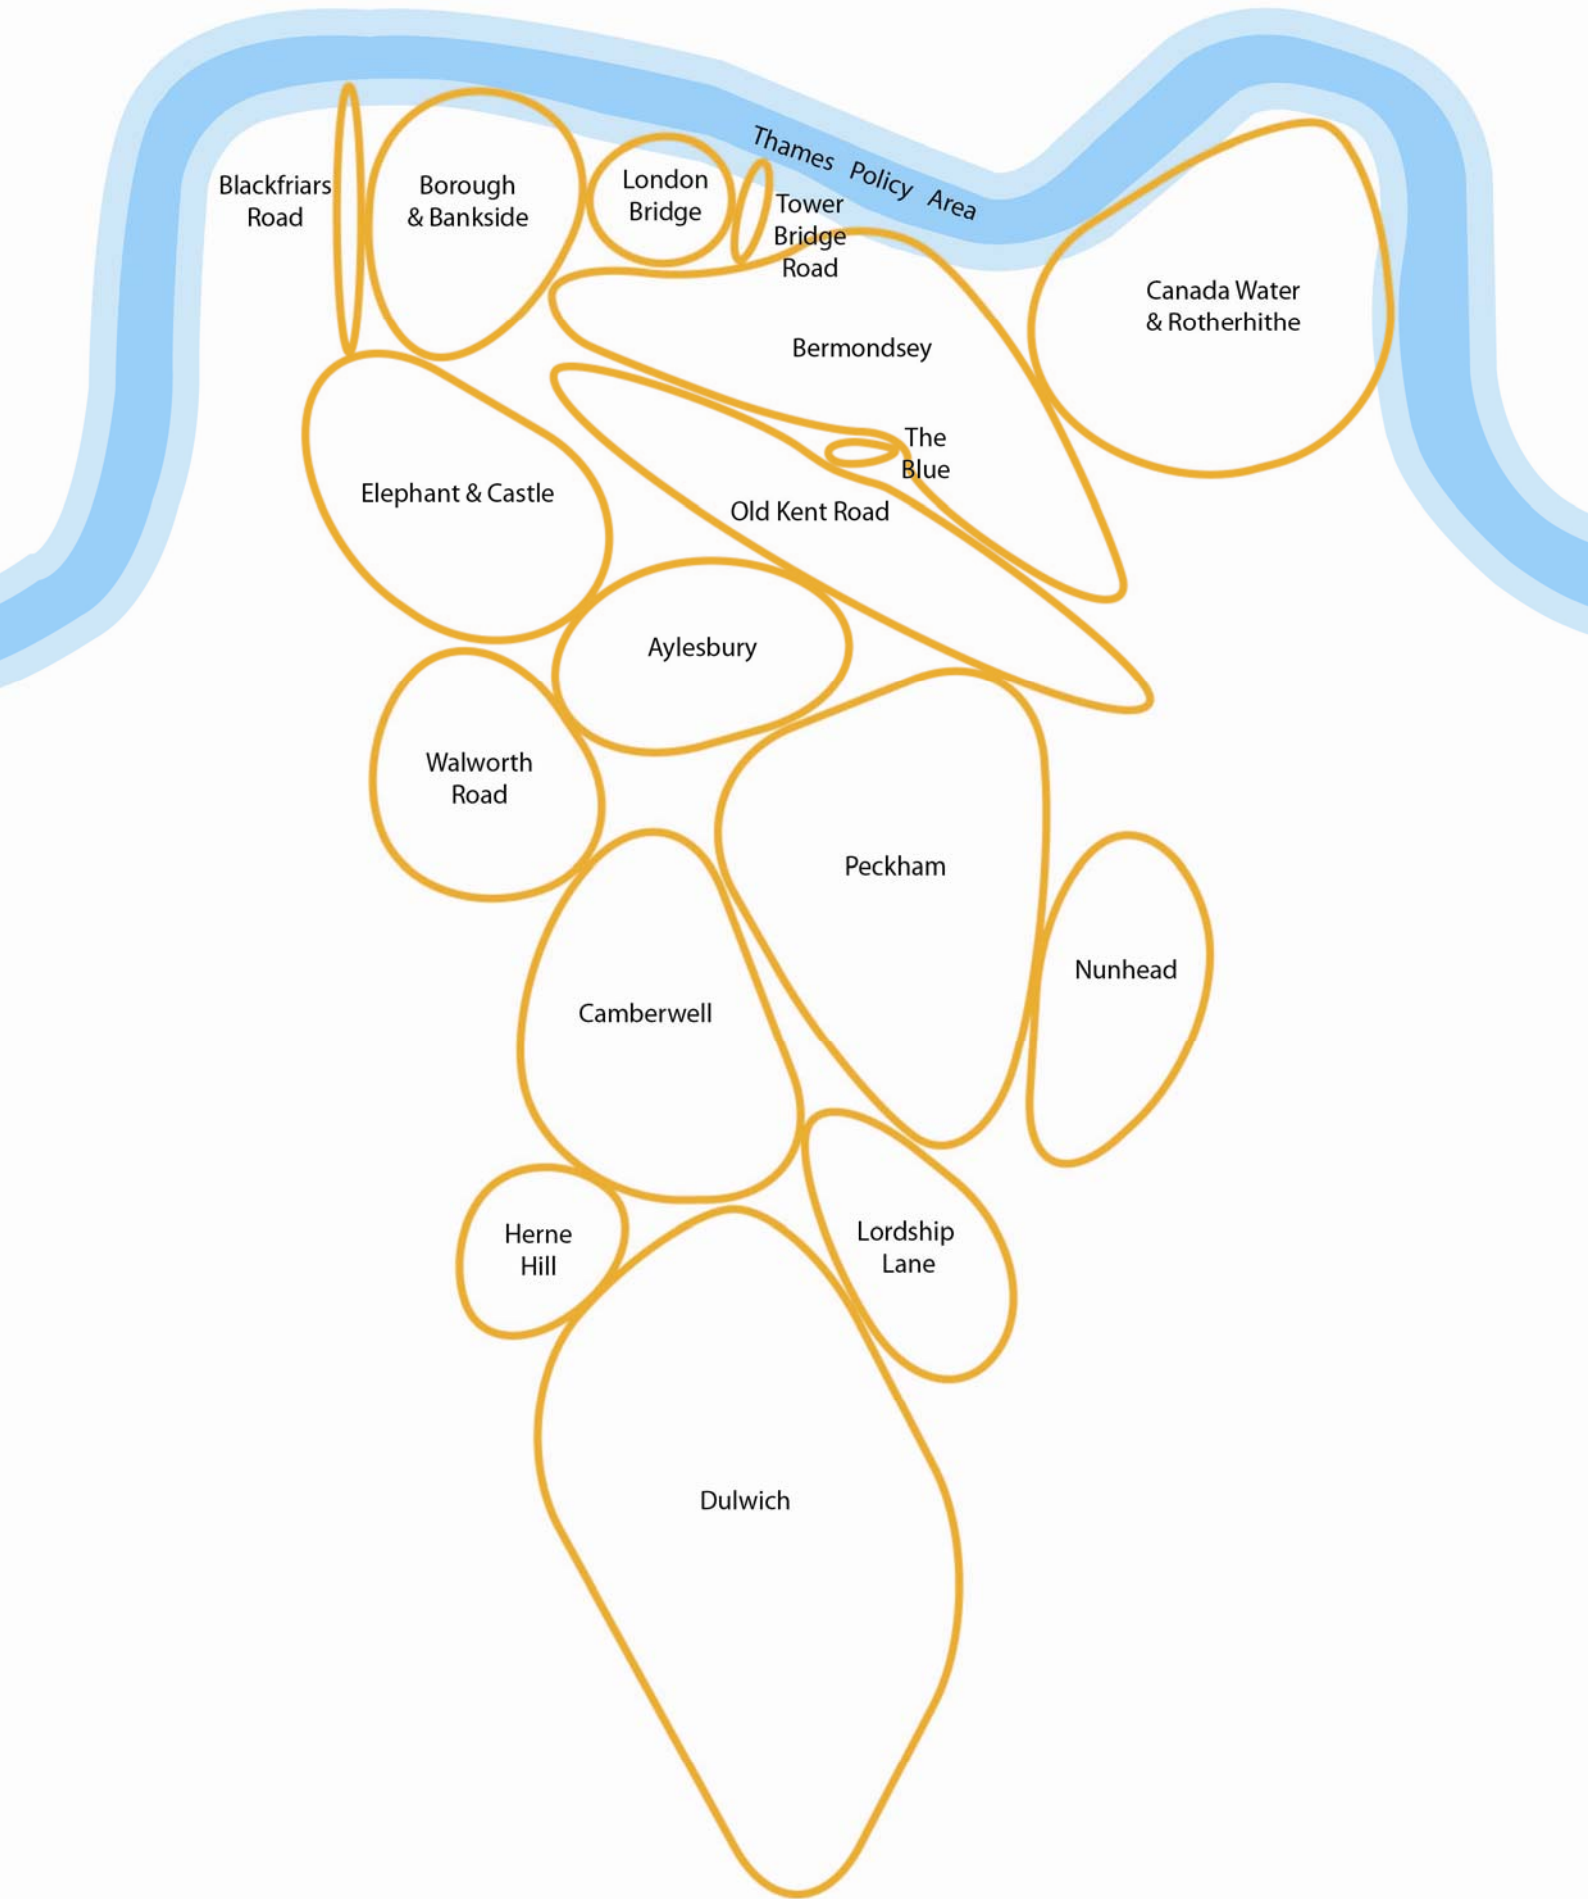 Thames Policy Area
Blackfriars
Road
Borough
& Bankside
London
Bridge
Tower
Bridge
Road
Canada Water
& Rotherhithe
Bermondsey
The
Blue
Elephant & Castle
Old Kent Road
Aylesbury
Walworth
Road
Peckham
Nunhead
Camberwell
Herne
Hill
Lordship
Lane
Dulwich